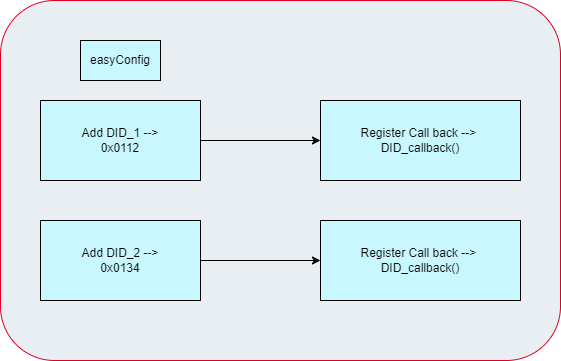 easyConfig
Add DID_1 -->
0x0112
Register Call back -->
DID_callback()
Add DID_2 -->
0x0134
Register Call back -->
DID_callback()